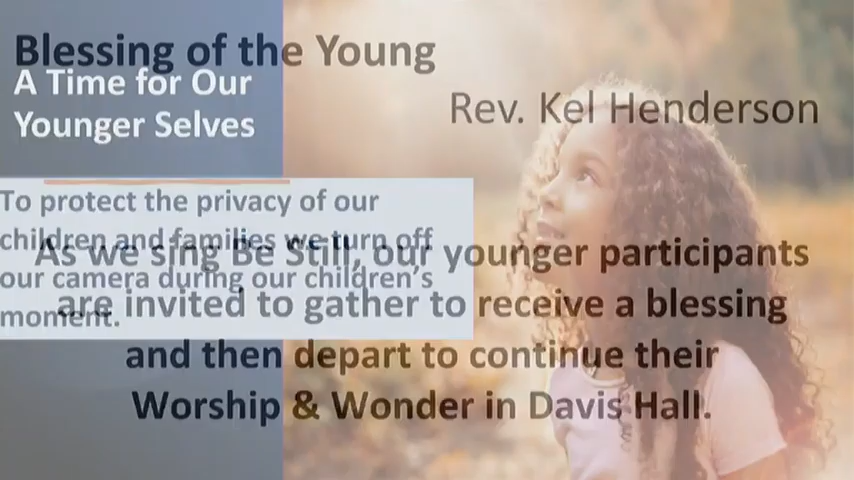 Blessing of the Young
A Time for Our
Younger Selves
Rev. Kel Henderson
To protect the privacy of our
children and families we turn off
our camera during our children's
moment.
As we sing Be Still, our younger participants
are invited to gather to receive a blessing
and then depart to continue their
Worship & Wonder in Davis Hall.